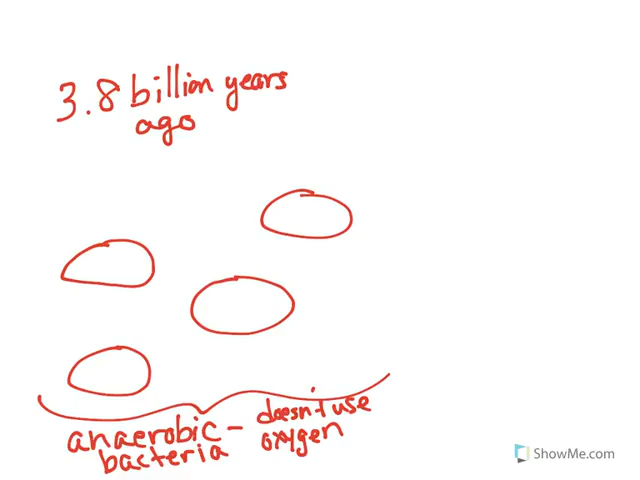 3.8 billion years
ago
anaerobic - doesn't use
bacteria oxygen
ShowMe.com